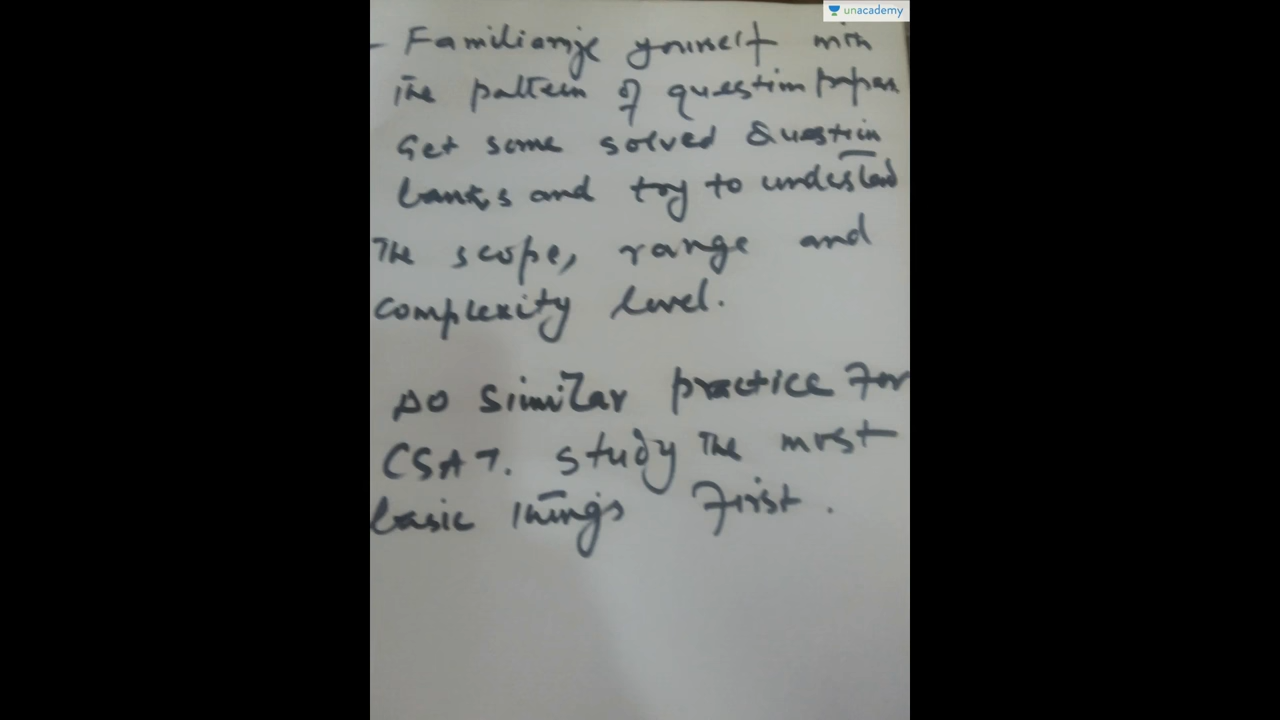 unacademy
- Familiarize yourself with
The pattern of question papers
Get some solved Question
banks and try to understand
The scope, range and
complexity level.
Do similar practice For
CSAT. Study The most
basic Things First.